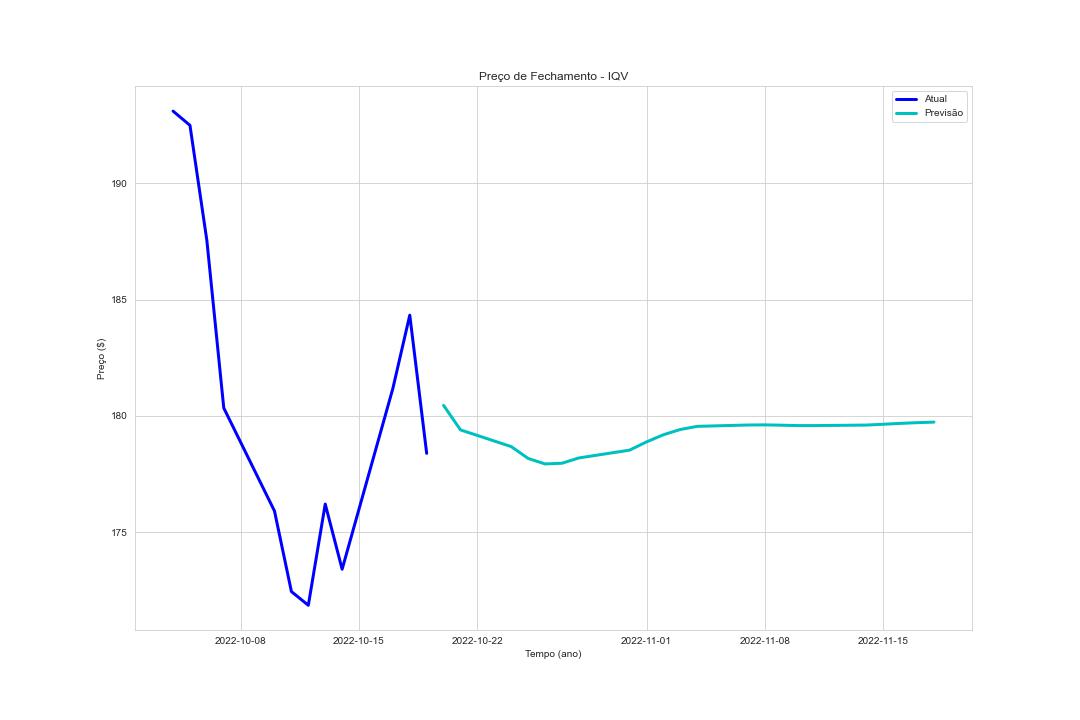 Preço de Fechamento - IQV
Atual
Previsão
190
185
180
175
Preço ($)
2022-10-08
2022-10-15
2022-10-22
2022-11-01
2022-11-08
2022-11-15
Tempo (ano)